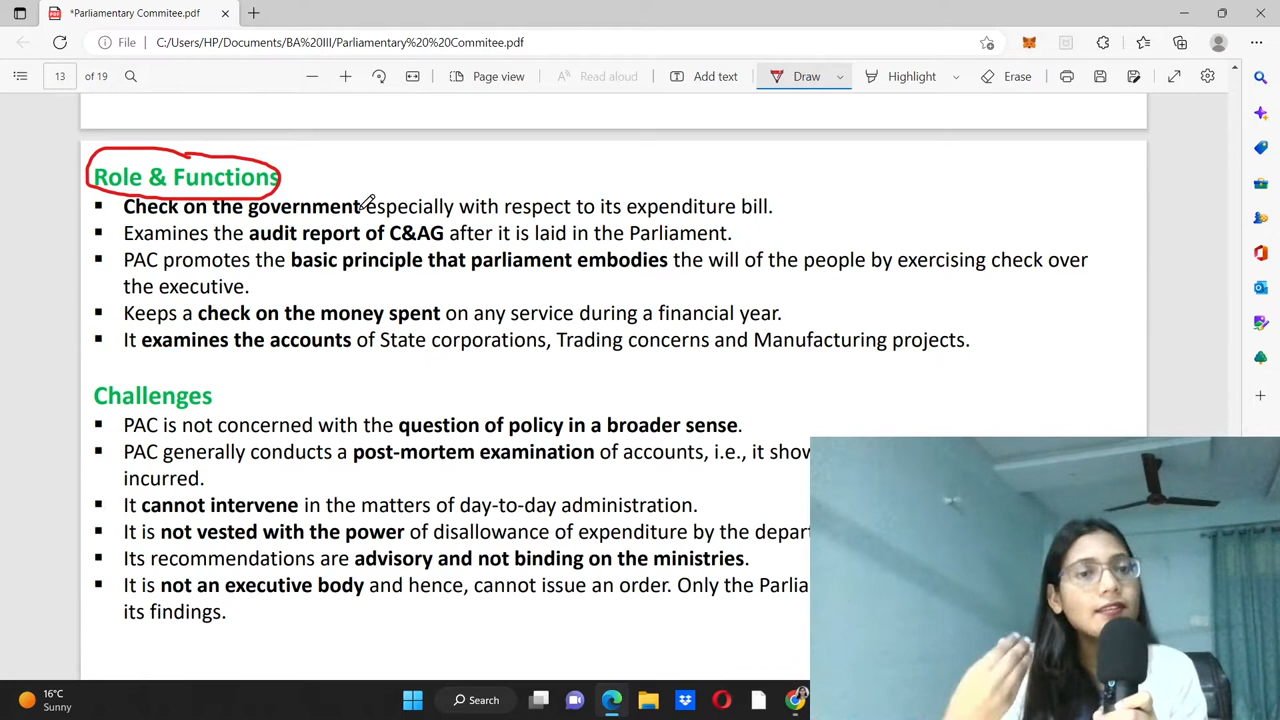 *Parliamentary Commitee.pdf
File C:/Users/HP/Documents/BA%20III/Parliamentary%20%20Commitee.pdf
13 of 19 Page view Read aloud Add text Draw Highlight Erase
Role & Functions
▪ Check on the government especially with respect to its expenditure bill.
▪ Examines the audit report of C&AG after it is laid in the Parliament.
▪ PAC promotes the basic principle that parliament embodies the will of the people by exercising check over
the executive.
▪ Keeps a check on the money spent on any service during a financial year.
▪ It examines the accounts of State corporations, Trading concerns and Manufacturing projects.
Challenges
▪ PAC is not concerned with the question of policy in a broader sense.
▪ PAC generally conducts a post-mortem examination of accounts, i.e., it
incurred.
▪ It cannot intervene in the matters of day-to-day administration.
▪ It is not vested with the power of disallowance of expenditure by the
▪ Its recommendations are advisory and not binding on the ministries.
▪ It is not an executive body and hence, cannot issue an order. Only the
its findings.
16°C
Sunny
Search